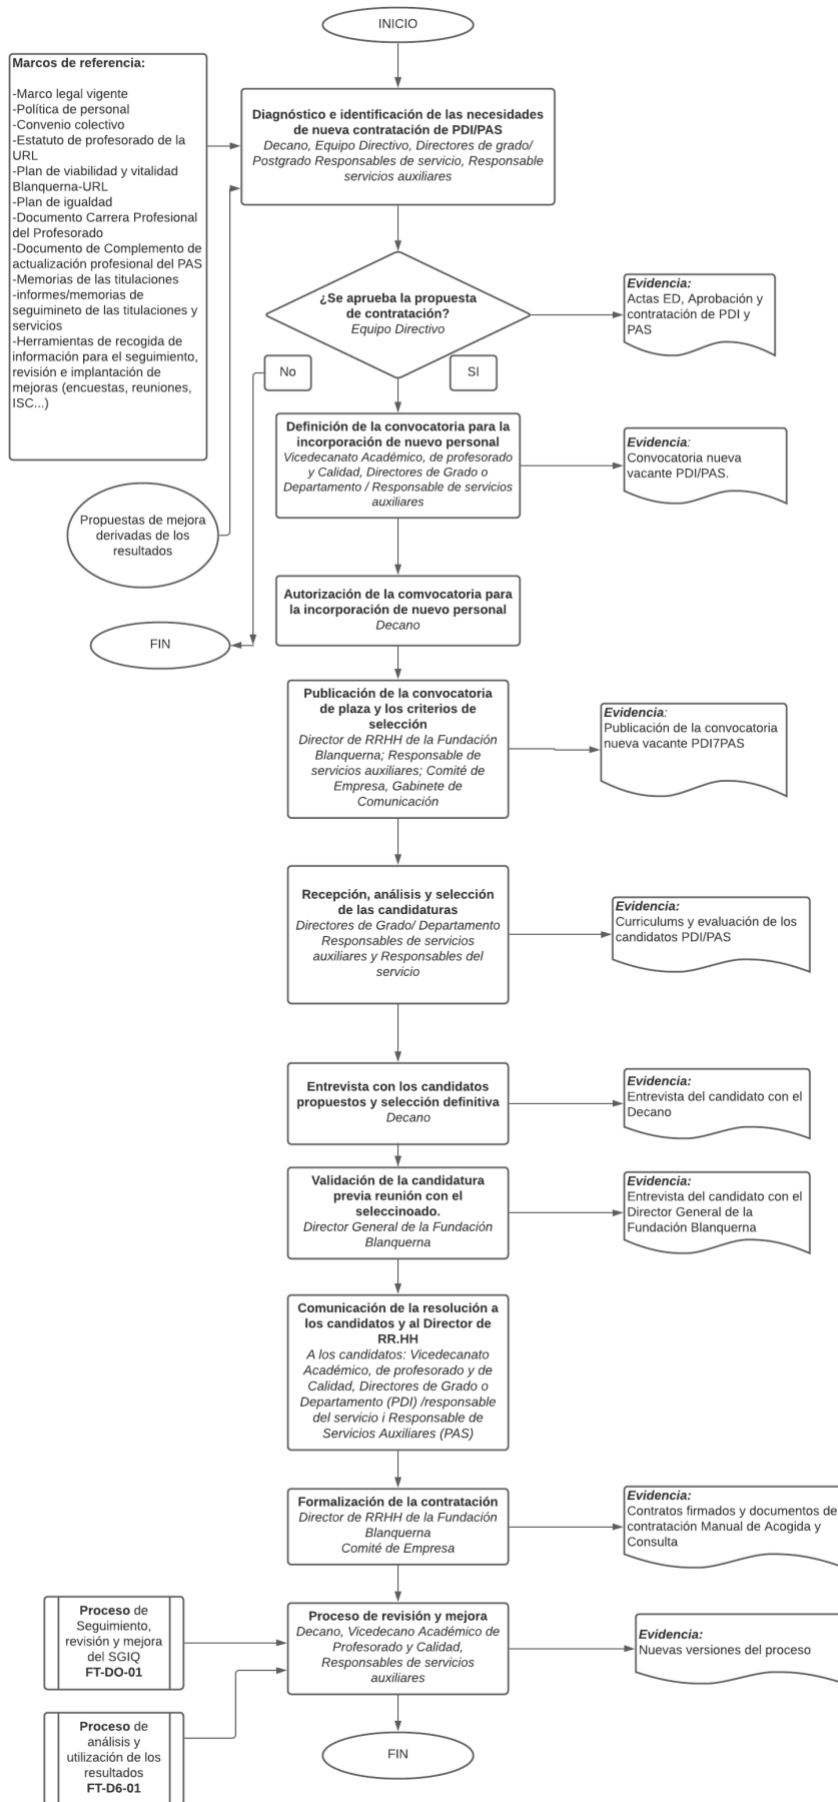 INICIO
Marcos de referencia:
-Marco legal vigente
-Política de personal
-Convenio colectivo
-Estatuto de profesorado de la
URL
-Plan de viabilidad y vitalidad
Blanquerna-URL
-Plan de igualdad
-Documento Carrera Profesional
del Profesorado
-Documento de Complemento de
actualización profesional del PAS
-Memorias de las titulaciones
-informes/memorias de
seguimineto de las titulaciones y
servicios
-Herramientas de recogida de
información para el seguimiento,
revisión e implantación de
mejoras (encuestas, reuniones,
ISC...)
Diagnóstico e identificación de las necesidades
de nueva contratación de PDI/PAS
Decano, Equipo Directivo, Directores de grado/
Postgrado Responsables de servicio, Responsable
servicios auxiliares
¿Se aprueba la propuesta
de contratación?
Equipo Directivo
Evidencia:
Actas ED, Aprobación y
contratación de PDI y
PAS
No
SI
Definición de la convocatoria para la
incorporación de nuevo personal
Vicedecanato Académico, de profesorado
y Calidad, Directores de Grado o
Departamento / Responsable de servicios
auxiliares
Evidencia:
Convocatoria nueva
vacante PDI/PAS.
Propuestas de mejora
derivadas de los
resultados
Autorización de la comvocatoria para
la incorporación de nuevo personal
Decano
FIN
Publicación de la convocatoria
de plaza y los criterios de
selección
Director de RRHH de la Fundación
Blanquerna; Responsable de
servicios auxiliares; Comité de
Empresa, Gabinete de
Comunicación
Evidencia:
Publicación de la convocatoria
nueva vacante PDI7PAS
Recepción, análisis y selección
de las candidaturas
Directores de Grado/ Departamento
Responsables de servicios
auxiliares y Responsables del
servicio
Evidencia:
Curriculums y evaluación de los
candidatos PDI/PAS
Entrevista con los candidatos
propuestos y selección definitiva
Decano
Evidencia:
Entrevista del candidato con el
Decano
Validación de la candidatura
previa reunión con el
seleccinoado.
Director General de la Fundación
Blanquerna
Evidencia:
Entrevista del candidato con el
Director General de la
Fundación Blanquerna
Comunicación de la resolución a
los candidatos y al Director de
RR.HH
A los candidatos: Vicedecanato
Académico, de profesorado y de
Calidad, Directores de Grado o
Departamento (PDI) /responsable
del servicio i Responsable de
Servicios Auxiliares (PAS)
Formalización de la contratación
Director de RRHH de la Fundación
Blanquerna
Comité de Empresa
Evidencia:
Contratos firmados y documentos de
contratación Manual de Acogida y
Consulta
Proceso de
Seguimiento,
revisión y mejora
del SGIQ
FT-DO-01
Proceso de revisión y mejora
Decano, Vicedecano Académico de
Profesorado y Calidad,
Responsables de servicios
auxiliares
Evidencia:
Nuevas versiones del proceso
Proceso de
análisis y
utilización de los
resultados
FT-D6-01
FIN